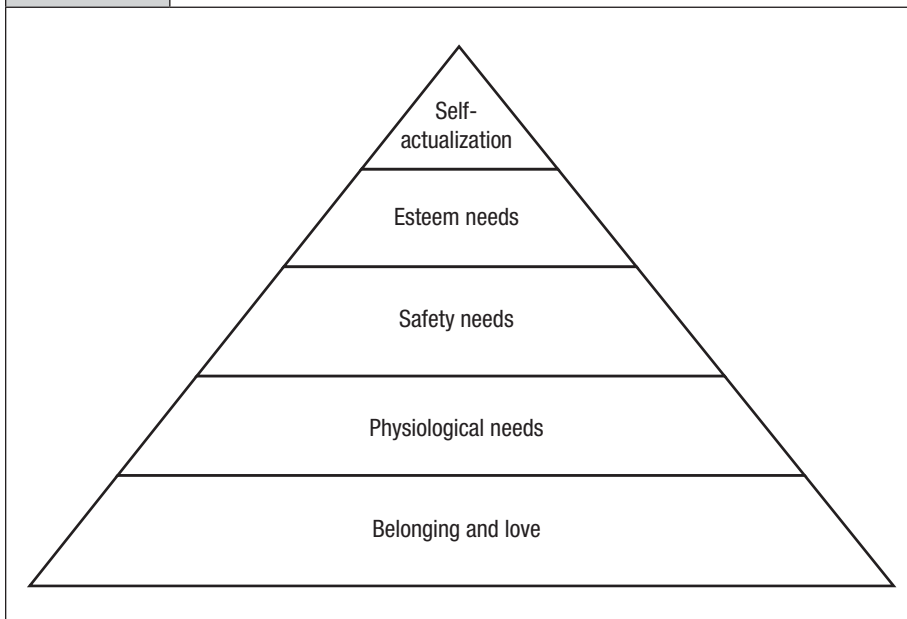 Self-
actualization
Esteem needs
Safety needs
Physiological needs
Belonging and love